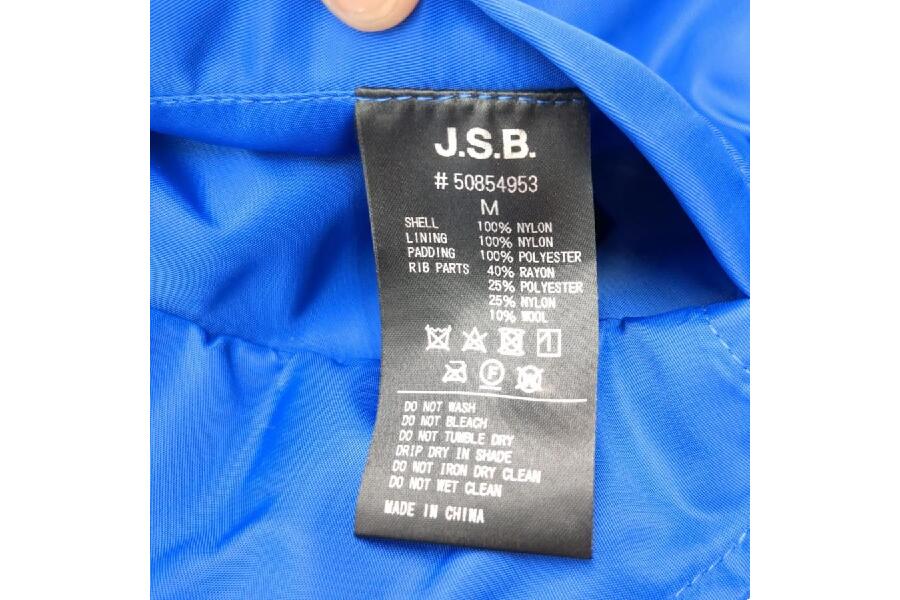 J.S.B.
# 50854953
M
SHELL 100% NYLON
LINING 100% NYLON
PADDING 100% POLYESTER
RIB PARTS 40% RAYON
25% POLYESTER
25% NYLON
10% WOOL
F W
DO NOT WASH
DO NOT BLEACH
DO NOT TUMBLE DRY
DRIP DRY IN SHADE
DO NOT IRON DRY CLEAN
DO NOT WET CLEAN
MADE IN CHINA